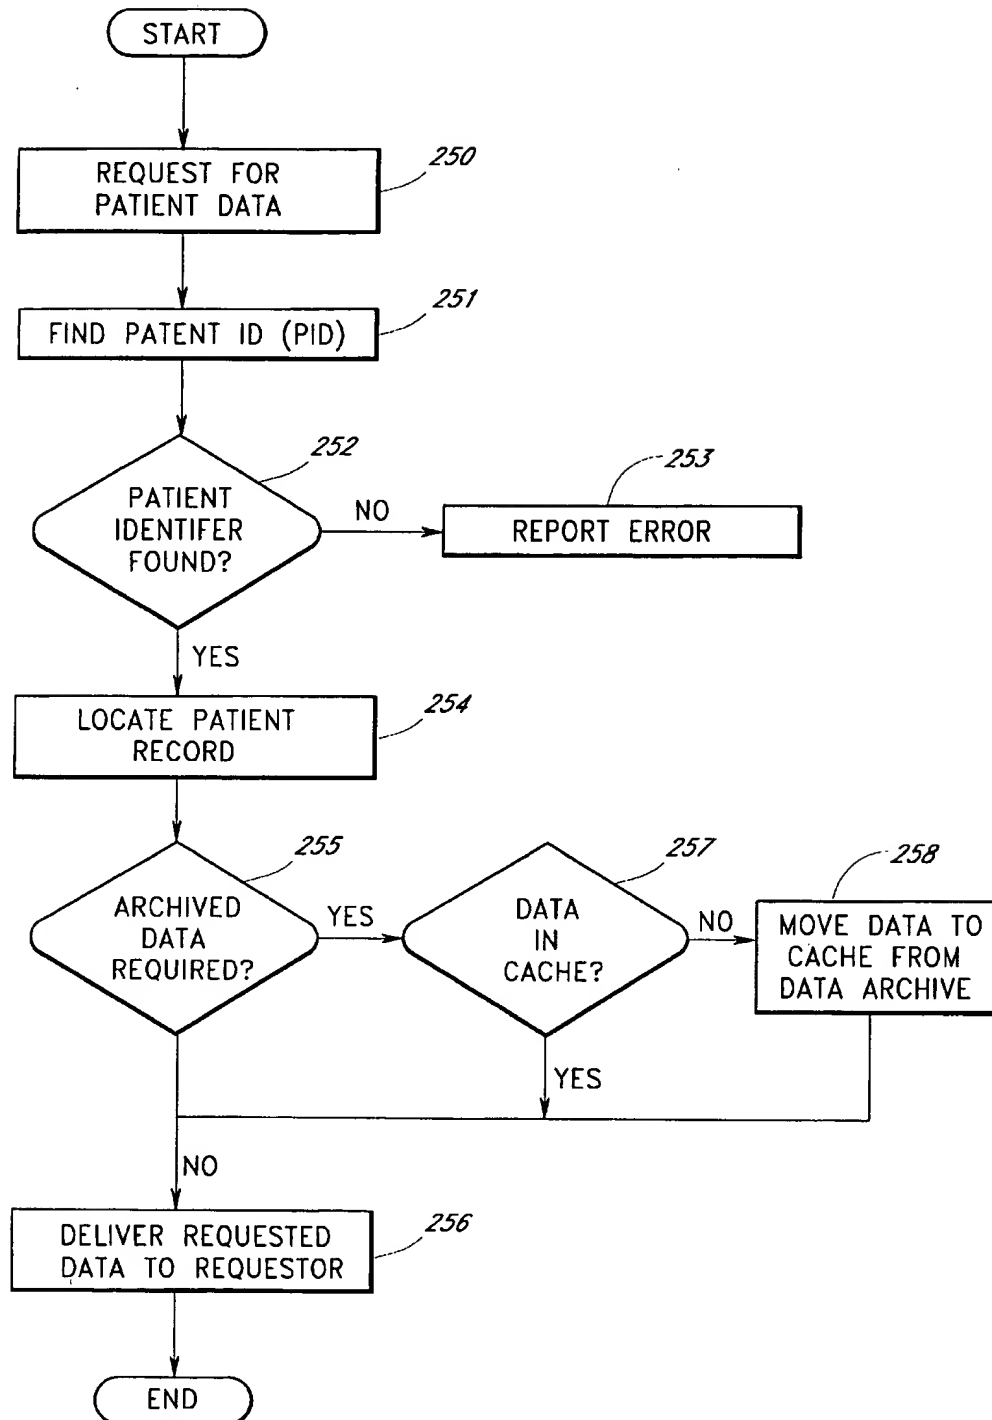 START
250
REQUEST FOR
PATIENT DATA
251
FIND PATENT ID (PID)
252
PATIENT
IDENTIFER
FOUND?
NO
253
REPORT ERROR
YES
254
LOCATE PATIENT
RECORD
255
ARCHIVED
DATA
REQUIRED?
YES
257
DATA
IN
CACHE?
NO
258
MOVE DATA TO
CACHE FROM
DATA ARCHIVE
YES
NO
256
DELIVER REQUESTED
DATA TO REQUESTOR
END